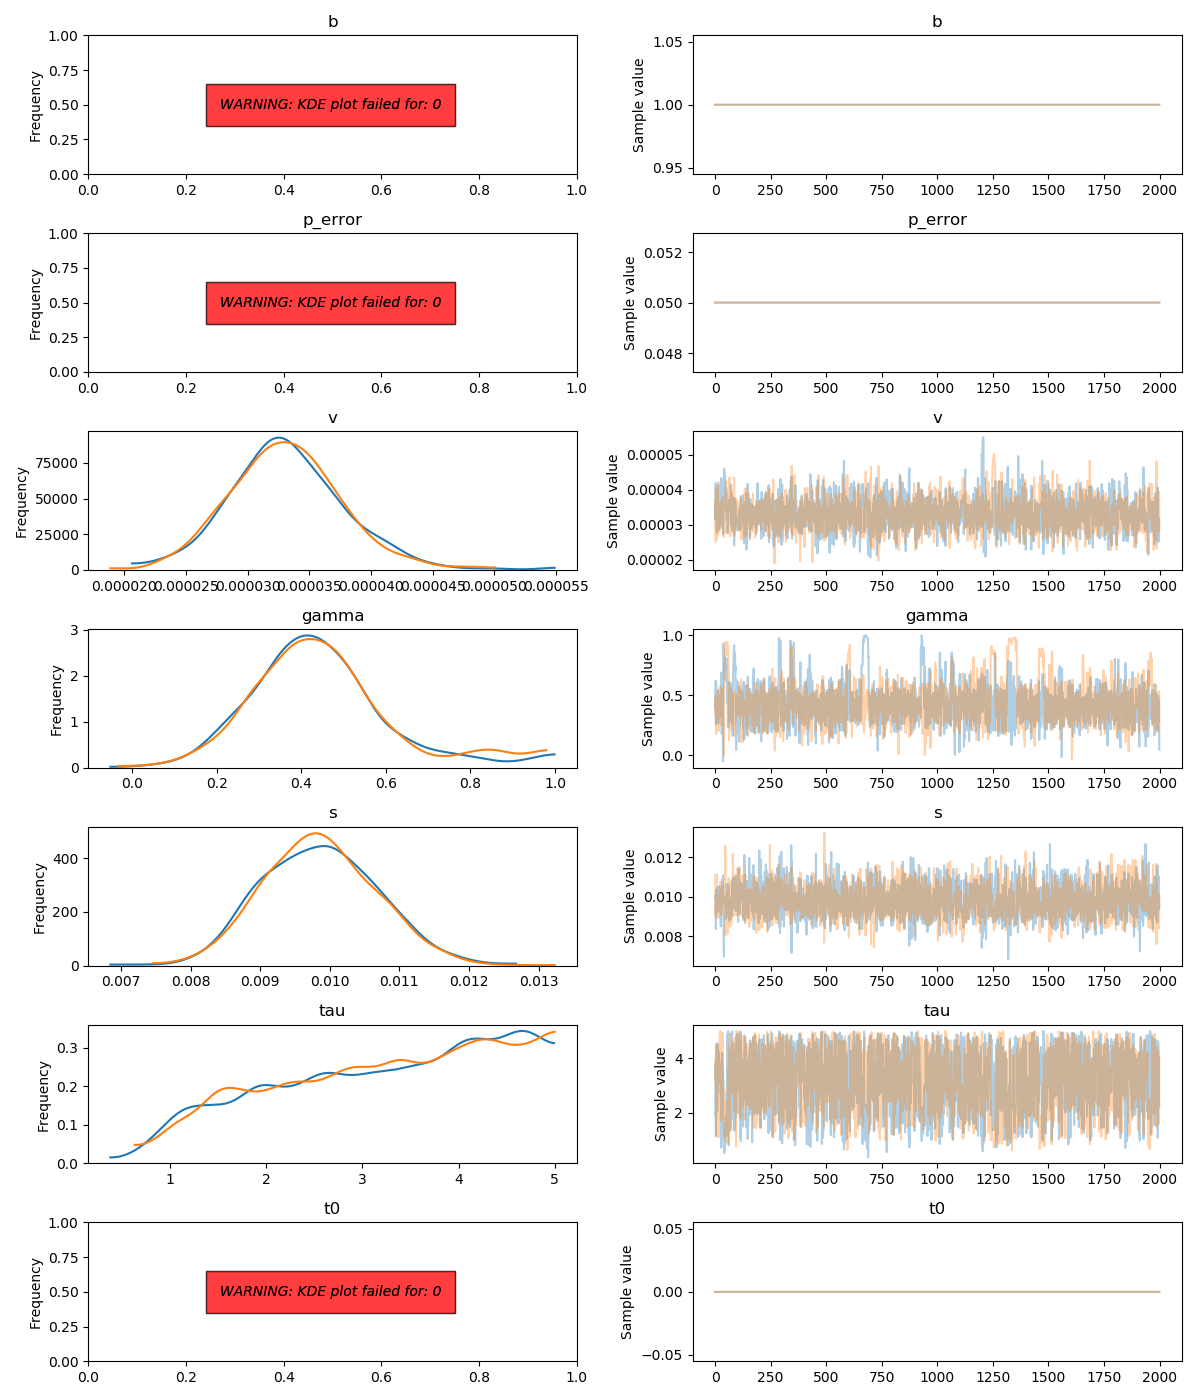 b
b
1.00
0.75
0.50
0.25
0.00
Frequency
WARNING: KDE plot failed for: 0
0.0 0.2 0.4 0.6 0.8 1.0
1.05
1.00
0.95
Sample value
0 250 500 750 1000 1250 1500 1750 2000
p_error
p_error
1.00
0.75
0.50
0.25
0.00
Frequency
WARNING: KDE plot failed for: 0
0.0 0.2 0.4 0.6 0.8 1.0
0.052
0.050
0.048
Sample value
0 250 500 750 1000 1250 1500 1750 2000
v
v
75000
50000
25000
0
Frequency
0.000020 0.000025 0.000030 0.000035 0.000040 0.000045 0.000050 0.000055
0.00005
0.00004
0.00003
0.00002
Sample value
0 250 500 750 1000 1250 1500 1750 2000
gamma
gamma
3
2
1
0
Frequency
0.0 0.2 0.4 0.6 0.8 1.0
1.0
0.5
0.0
Sample value
0 250 500 750 1000 1250 1500 1750 2000
s
s
400
200
0
Frequency
0.007 0.008 0.009 0.010 0.011 0.012 0.013
0.012
0.010
0.008
Sample value
0 250 500 750 1000 1250 1500 1750 2000
tau
tau
0.3
0.2
0.1
0.0
Frequency
1 2 3 4 5
4
2
Sample value
0 250 500 750 1000 1250 1500 1750 2000
t0
t0
1.00
0.75
0.50
0.25
0.00
Frequency
WARNING: KDE plot failed for: 0
0.0 0.2 0.4 0.6 0.8 1.0
0.05
0.00
−0.05
Sample value
0 250 500 750 1000 1250 1500 1750 2000